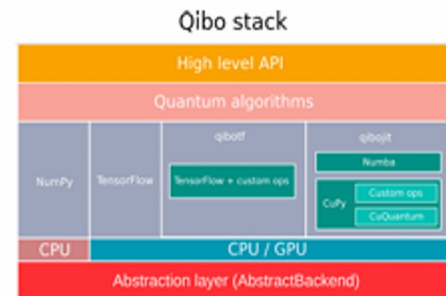 Qibo stack
High level API
Quantum algorithms
NumPy
TensorFlow
qibotf
TensorFlow + custom ops
qibojit
Numba
CuPy
Custom ops
CuQuantum
CPU
CPU / GPU
Abstraction layer (AbstractBackend)